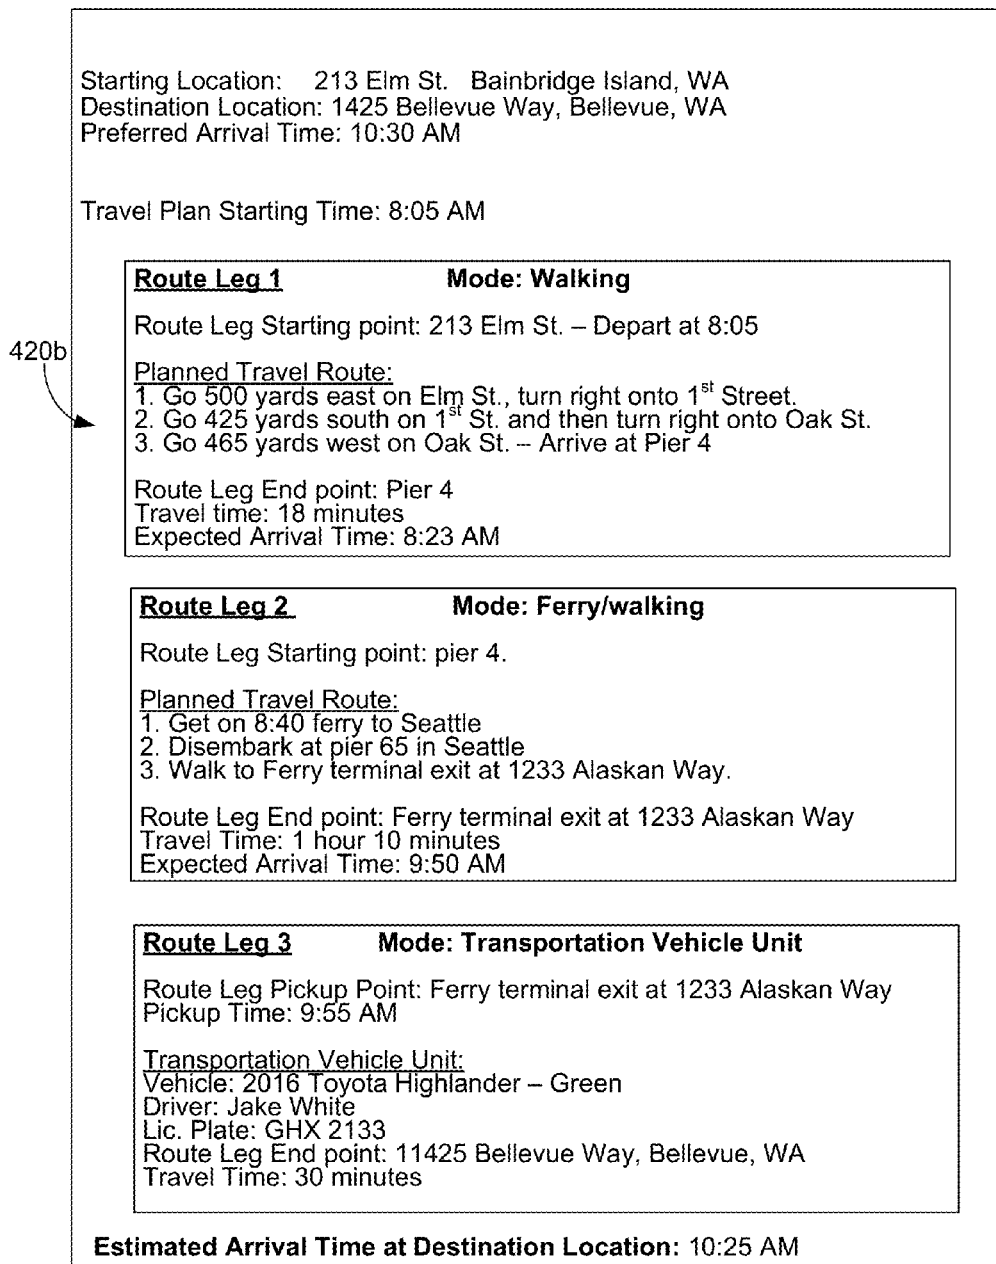 Starting Location: 213 Elm St. Bainbridge Island, WA
Destination Location: 1425 Bellevue Way, Bellevue, WA
Preferred Arrival Time: 10:30 AM
Travel Plan Starting Time: 8:05 AM
Route Leg 1 Mode: Walking
Route Leg Starting point: 213 Elm St. – Depart at 8:05
420b
Planned Travel Route:
1. Go 500 yards east on Elm St., turn right onto 1st Street.
2. Go 425 yards south on 1st St. and then turn right onto Oak St.
3. Go 465 yards west on Oak St. – Arrive at Pier 4
Route Leg End point: Pier 4
Travel time: 18 minutes
Expected Arrival Time: 8:23 AM
Route Leg 2 Mode: Ferry/walking
Route Leg Starting point: pier 4.
Planned Travel Route:
1. Get on 8:40 ferry to Seattle
2. Disembark at pier 65 in Seattle
3. Walk to Ferry terminal exit at 1233 Alaskan Way.
Route Leg End point: Ferry terminal exit at 1233 Alaskan Way
Travel Time: 1 hour 10 minutes
Expected Arrival Time: 9:50 AM
Route Leg 3 Mode: Transportation Vehicle Unit
Route Leg Pickup Point: Ferry terminal exit at 1233 Alaskan Way
Pickup Time: 9:55 AM
Transportation Vehicle Unit:
Vehicle: 2016 Toyota Highlander – Green
Driver: Jake White
Lic. Plate: GHX 2133
Route Leg End point: 11425 Bellevue Way, Bellevue, WA
Travel Time: 30 minutes
Estimated Arrival Time at Destination Location: 10:25 AM